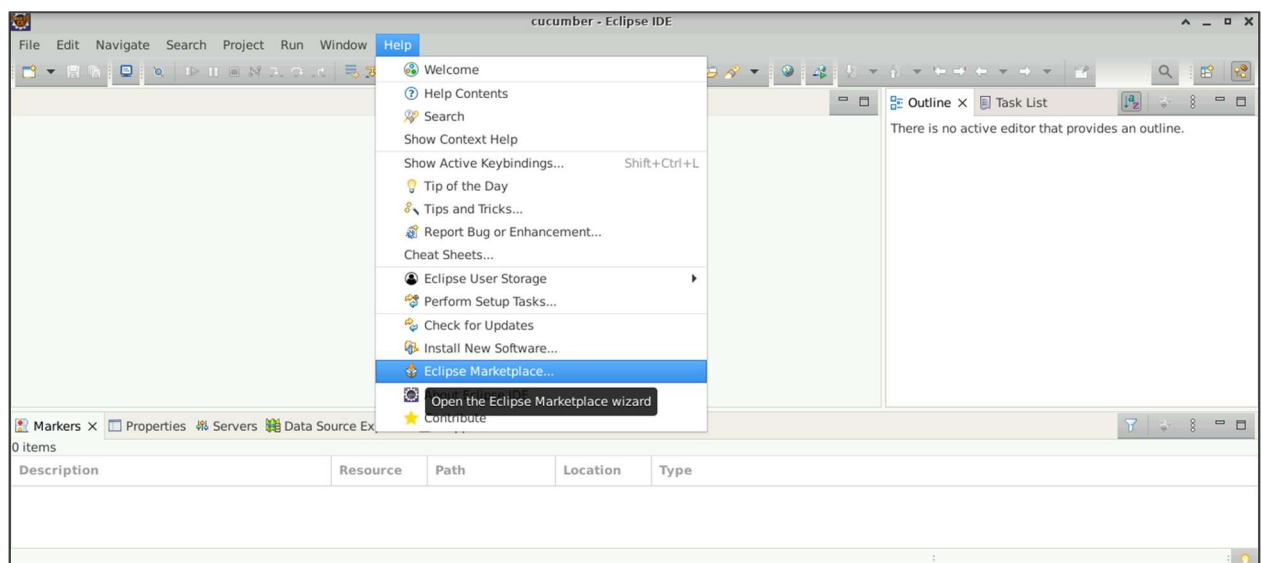 cucumber - Eclipse IDE
File Edit Navigate Search Project Run Window Help
Welcome
Help Contents
Search
Show Context Help
Show Active Keybindings... Shift+Ctrl+L
Tip of the Day
Tips and Tricks...
Report Bug or Enhancement...
Cheat Sheets...
Eclipse User Storage
Perform Setup Tasks...
Check for Updates
Install New Software...
Eclipse Marketplace...
About Eclipse IDE
Open the Eclipse Marketplace wizard
Contribute
Outline Task List
There is no active editor that provides an outline.
Markers Properties Servers Data Source Ex
0 items
Description Resource Path Location Type